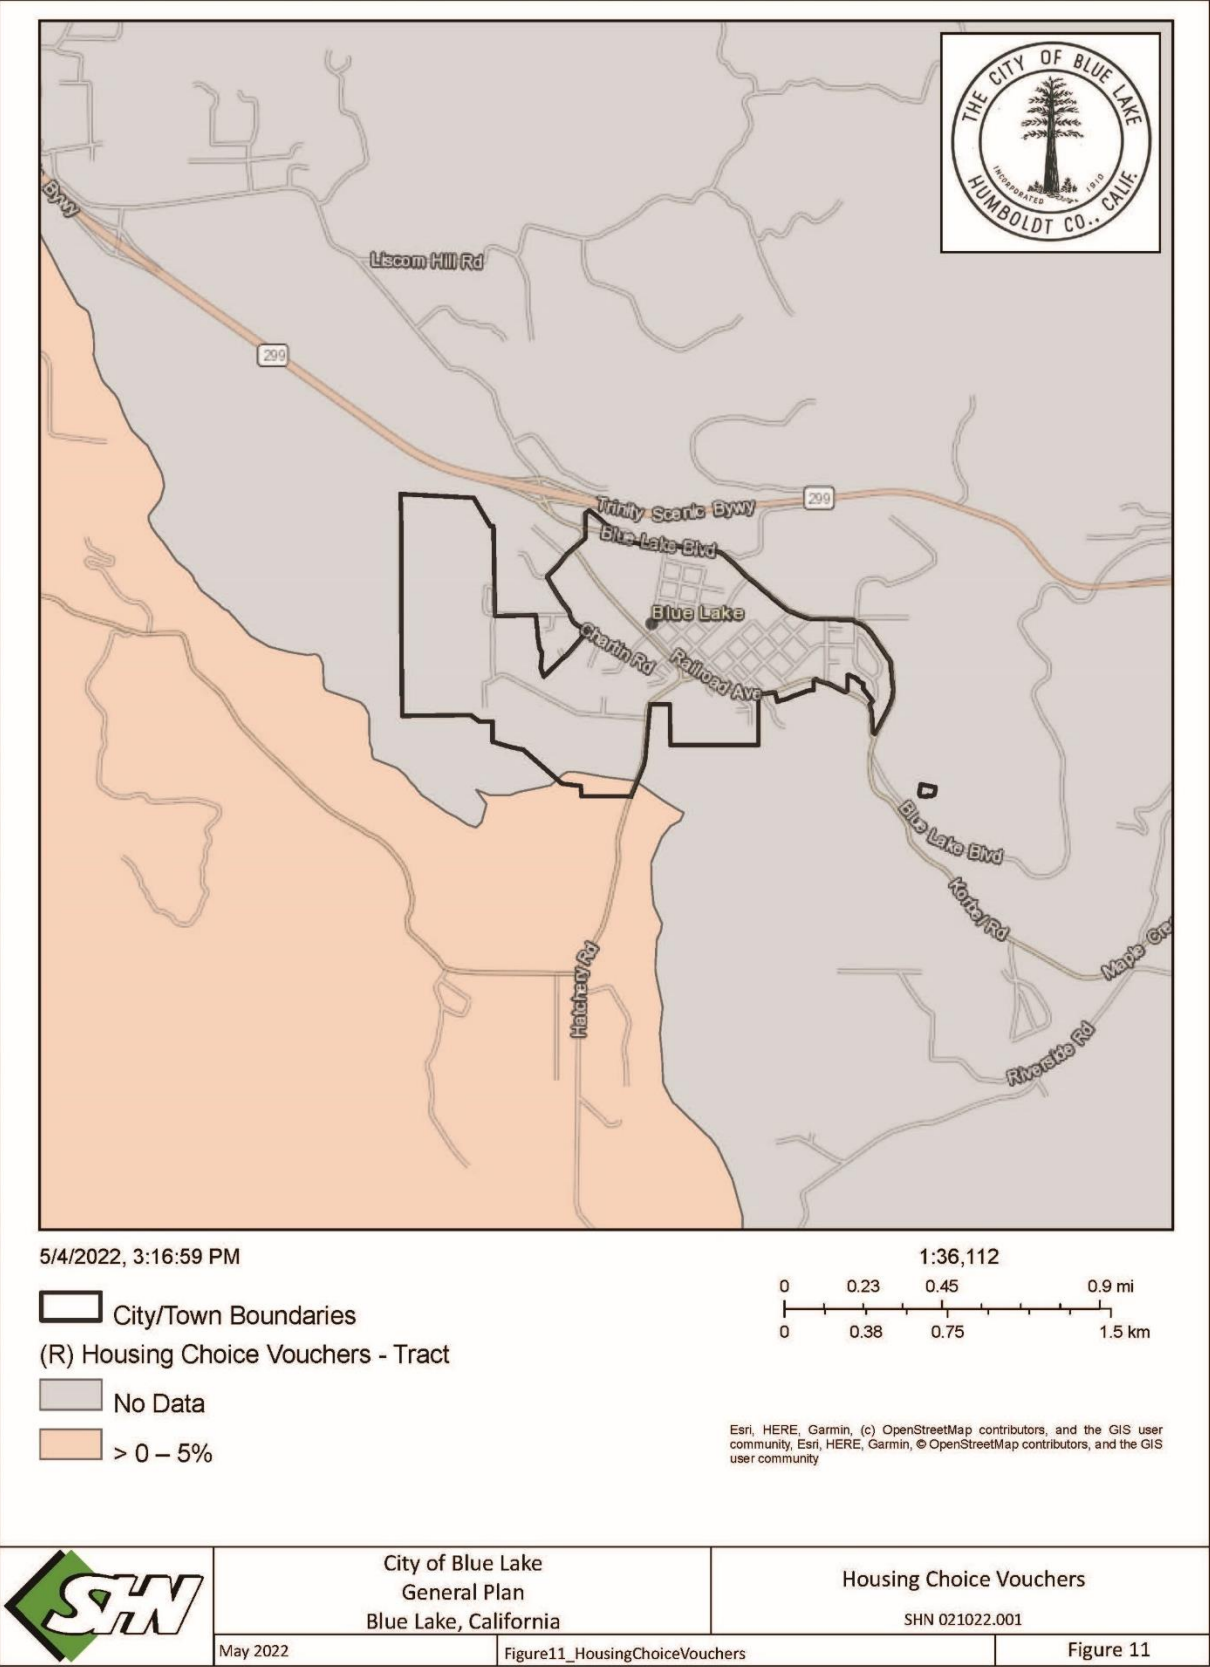 THE CITY OF BLUE LAKE
INCORPORATED 1910
HUMBOLDT CO., CALIF.
Bywy
Liscom Hill Rd
299
Trinity Scenic Bywy
299
Blue Lake Blvd
Blue Lake
Chartin Rd
Railroad Ave
Blue Lake Blvd
Korbel Rd
Maple Cre
Hatchery Rd
Riverside Rd
5/4/2022, 3:16:59 PM
1:36,112
0 0.23 0.45 0.9 mi
0 0.38 0.75 1.5 km
City/Town Boundaries
(R) Housing Choice Vouchers - Tract
No Data
> 0 – 5%
Esri, HERE, Garmin, (c) OpenStreetMap contributors, and the GIS user
community, Esri, HERE, Garmin, © OpenStreetMap contributors, and the GIS
user community
SHN
City of Blue Lake
General Plan
Blue Lake, California
Housing Choice Vouchers
SHN 021022.001
May 2022
Figure11_HousingChoiceVouchers
Figure 11